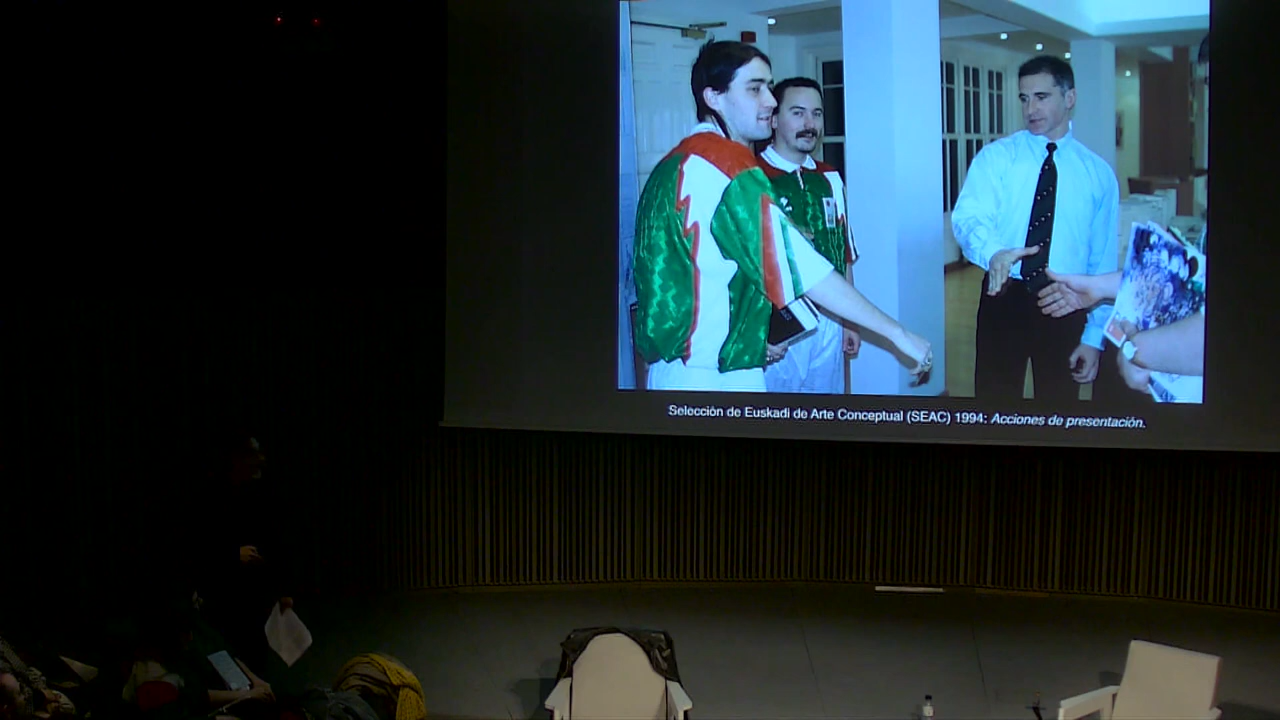 Selección de Euskadi de Arte Conceptual (SEAC) 1994: Acciones de presentación.